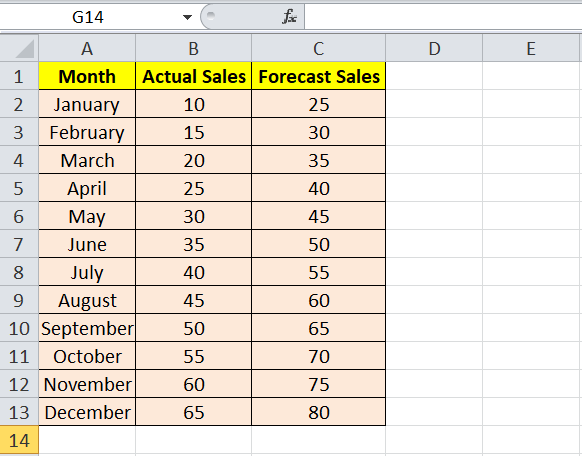 G14 fx
A B C D E
1 Month Actual Sales Forecast Sales
2 January 10 25
3 February 15 30
4 March 20 35
5 April 25 40
6 May 30 45
7 June 35 50
8 July 40 55
9 August 45 60
10 September 50 65
11 October 55 70
12 November 60 75
13 December 65 80
14